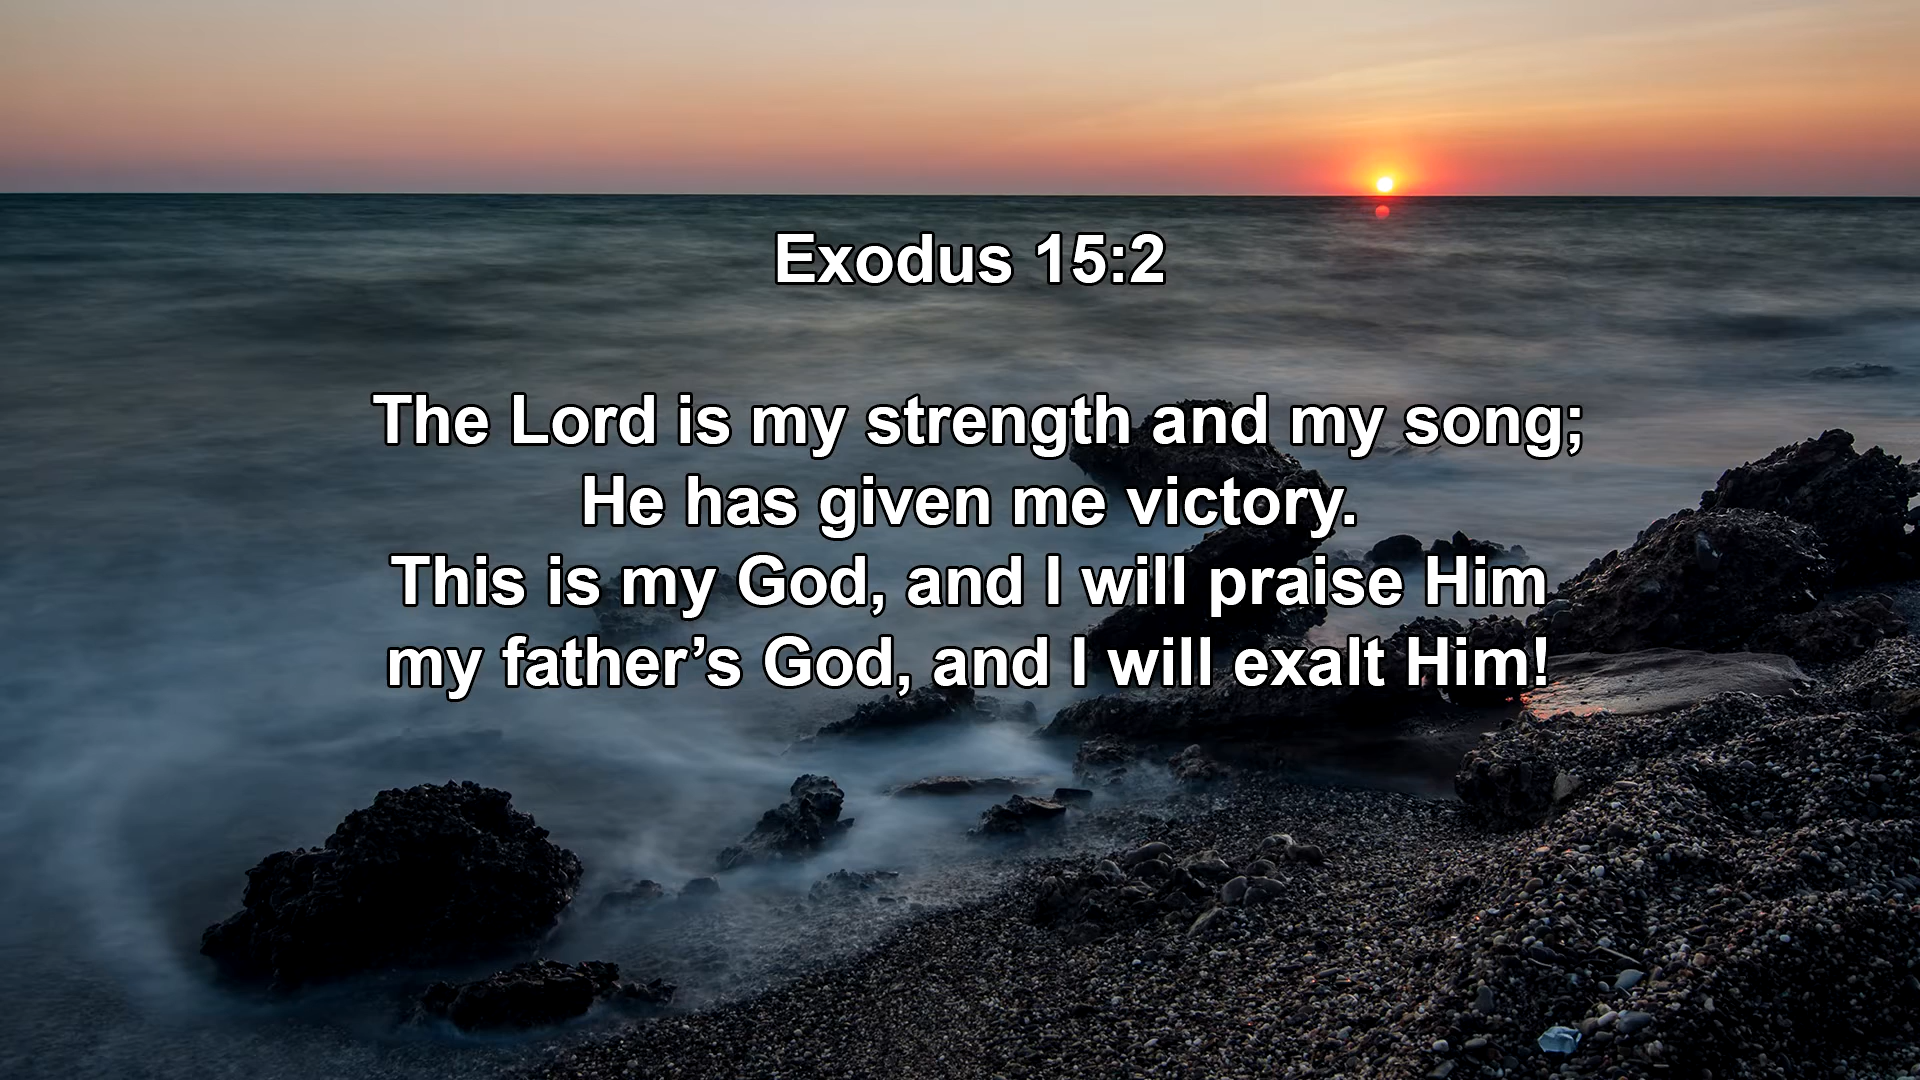 Exodus 15:2
The Lord is my strength and my song;
He has given me victory.
This is my God, and I will praise Him
my father’s God, and I will exalt Him!